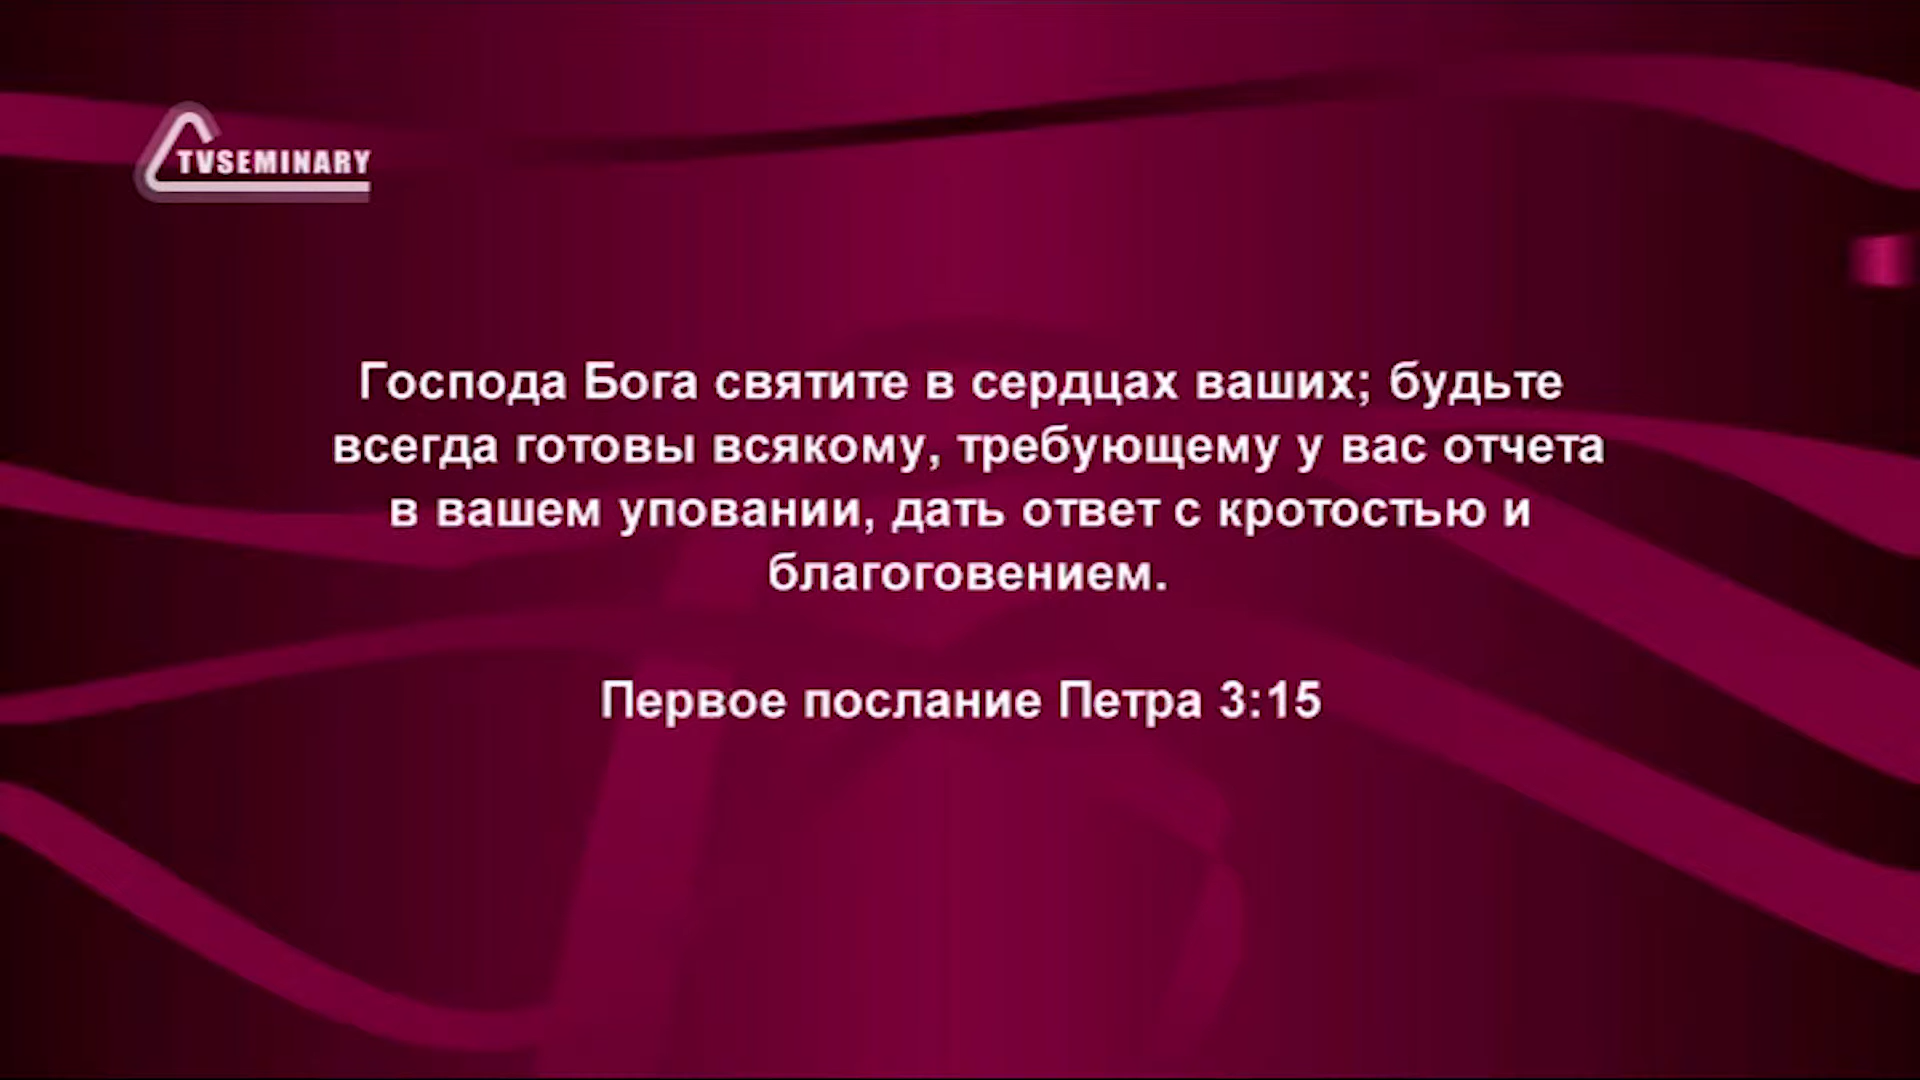 TVSEMINARY
Господа Бога святите в сердцах ваших; будьте
всегда готовы всякому, требующему у вас отчета
в вашем уповании, дать ответ с кротостью и
благоговением.
Первое послание Петра 3:15